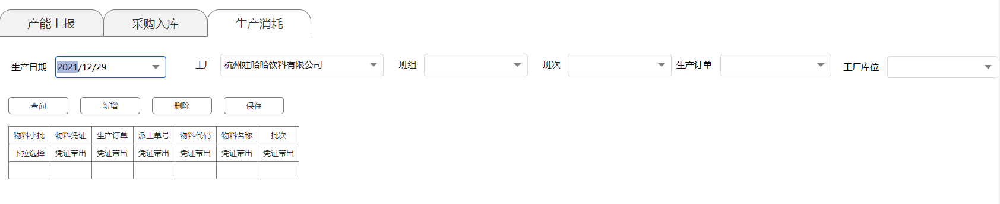 产能上报 采购入库 生产消耗
生产日期 2021/12/29 工厂 杭州娃哈哈饮料有限公司 班组 班次 生产订单 工厂库位
查询 新增 删除 保存
物料小批 物料凭证 生产订单 派工单号 物料代码 物料名称 批次
下拉选择 凭证带出 凭证带出 凭证带出 凭证带出 凭证带出 凭证带出